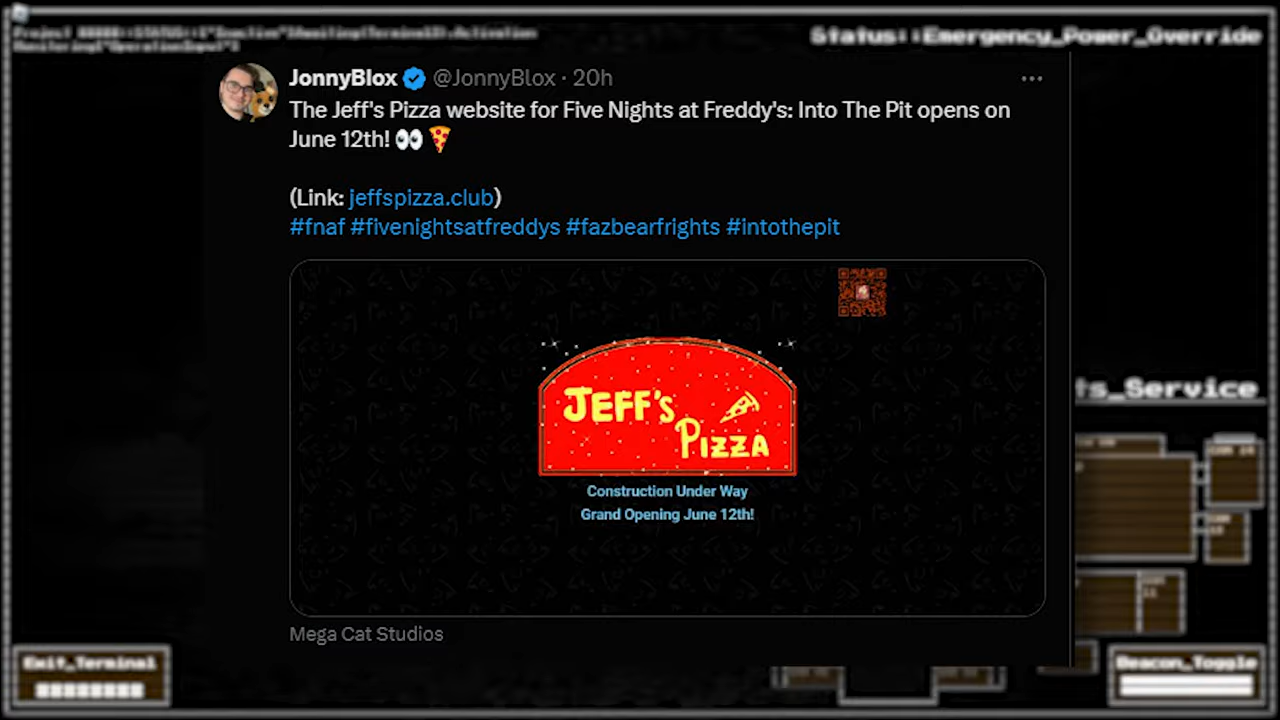 Status::Emergency_Power_Override
JonnyBlox @JonnyBlox · 20h
The Jeff's Pizza website for Five Nights at Freddy's: Into The Pit opens on
June 12th! 👀 🍕
(Link: jeffspizza.club)
#fnaf #fivenightsatfreddys #fazbearfrights #intothepit
JEFF'S
PIZZA
Construction Under Way
Grand Opening June 12th!
Mega Cat Studios
ts_Service
Exit_Terminal
Beacon_Toggle